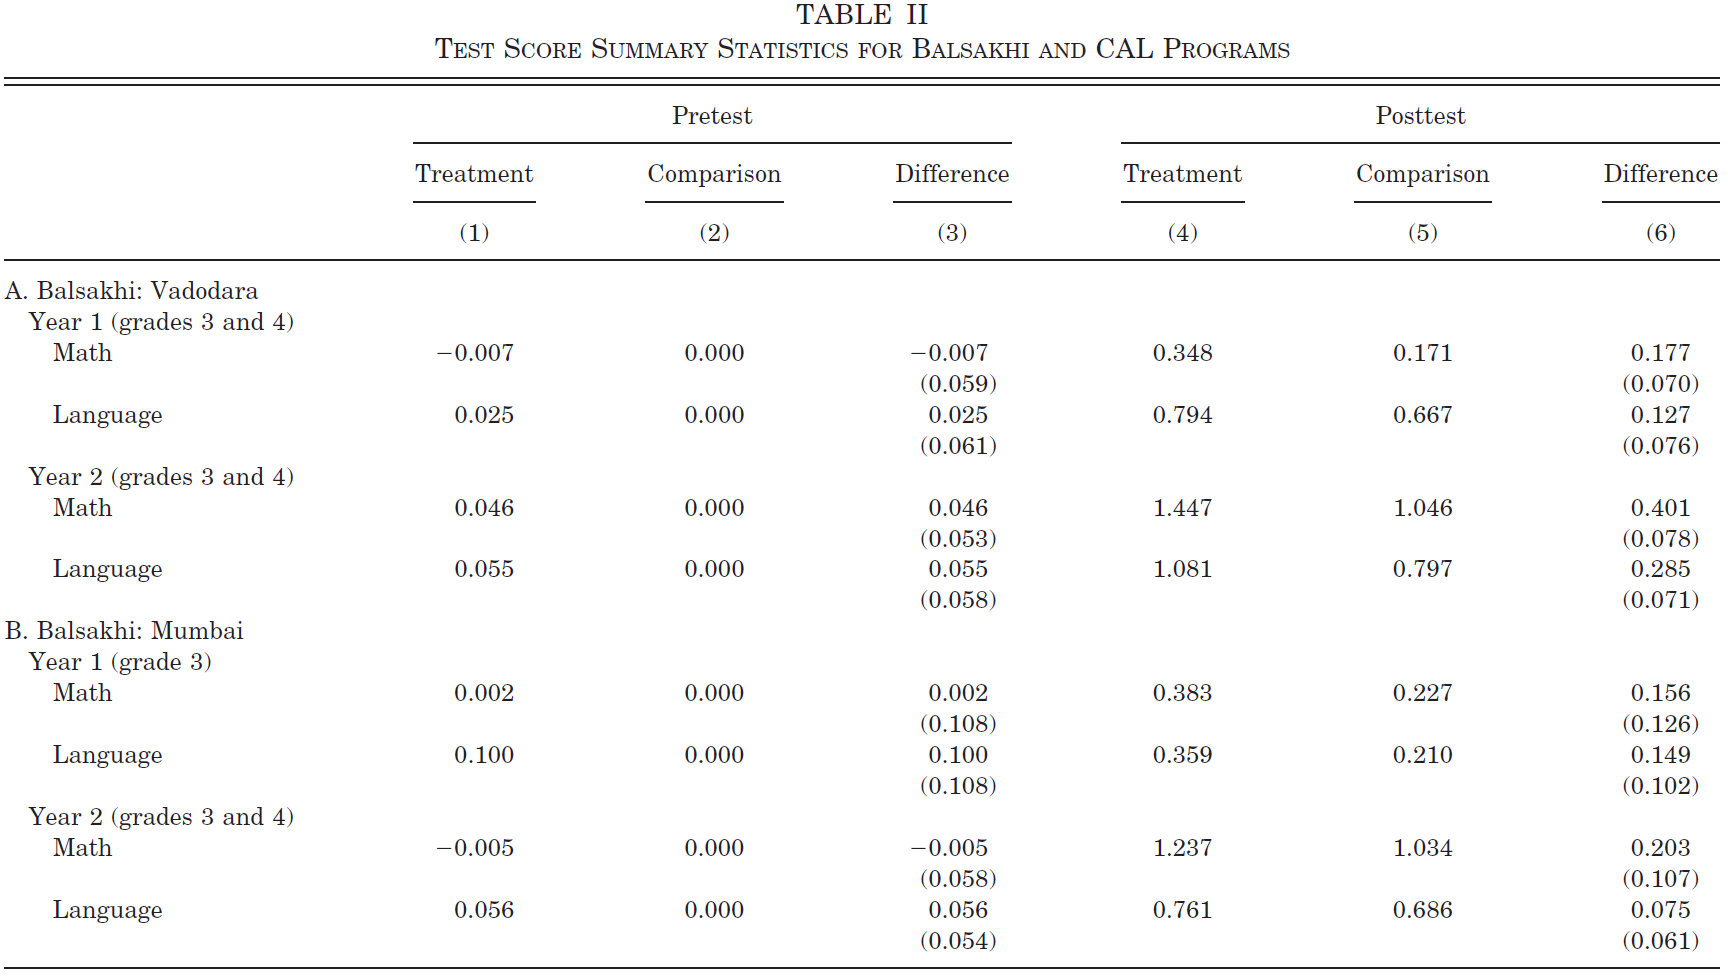 TABLE II
TEST SCORE SUMMARY STATISTICS FOR BALSAKHI AND CAL PROGRAMS
Pretest Posttest
Treatment Comparison Difference Treatment Comparison Difference
(1) (2) (3) (4) (5) (6)
A. Balsakhi: Vadodara
Year 1 (grades 3 and 4)
Math −0.007 0.000 −0.007 0.348 0.171 0.177
(0.059) (0.070)
Language 0.025 0.000 0.025 0.794 0.667 0.127
(0.061) (0.076)
Year 2 (grades 3 and 4)
Math 0.046 0.000 0.046 1.447 1.046 0.401
(0.053) (0.078)
Language 0.055 0.000 0.055 1.081 0.797 0.285
(0.058) (0.071)
B. Balsakhi: Mumbai
Year 1 (grade 3)
Math 0.002 0.000 0.002 0.383 0.227 0.156
(0.108) (0.126)
Language 0.100 0.000 0.100 0.359 0.210 0.149
(0.108) (0.102)
Year 2 (grades 3 and 4)
Math −0.005 0.000 −0.005 1.237 1.034 0.203
(0.058) (0.107)
Language 0.056 0.000 0.056 0.761 0.686 0.075
(0.054) (0.061)